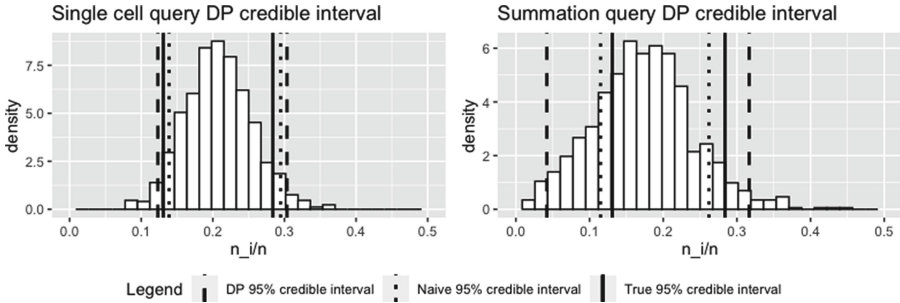 Single cell query DP credible interval
density
7.5
5.0
2.5
0.0
0.0 0.1 0.2 0.3 0.4 0.5
n_i/n
Summation query DP credible interval
density
6
4
2
0
0.0 0.1 0.2 0.3 0.4 0.5
n_i/n
Legend DP 95% credible interval Naive 95% credible interval True 95% credible interval